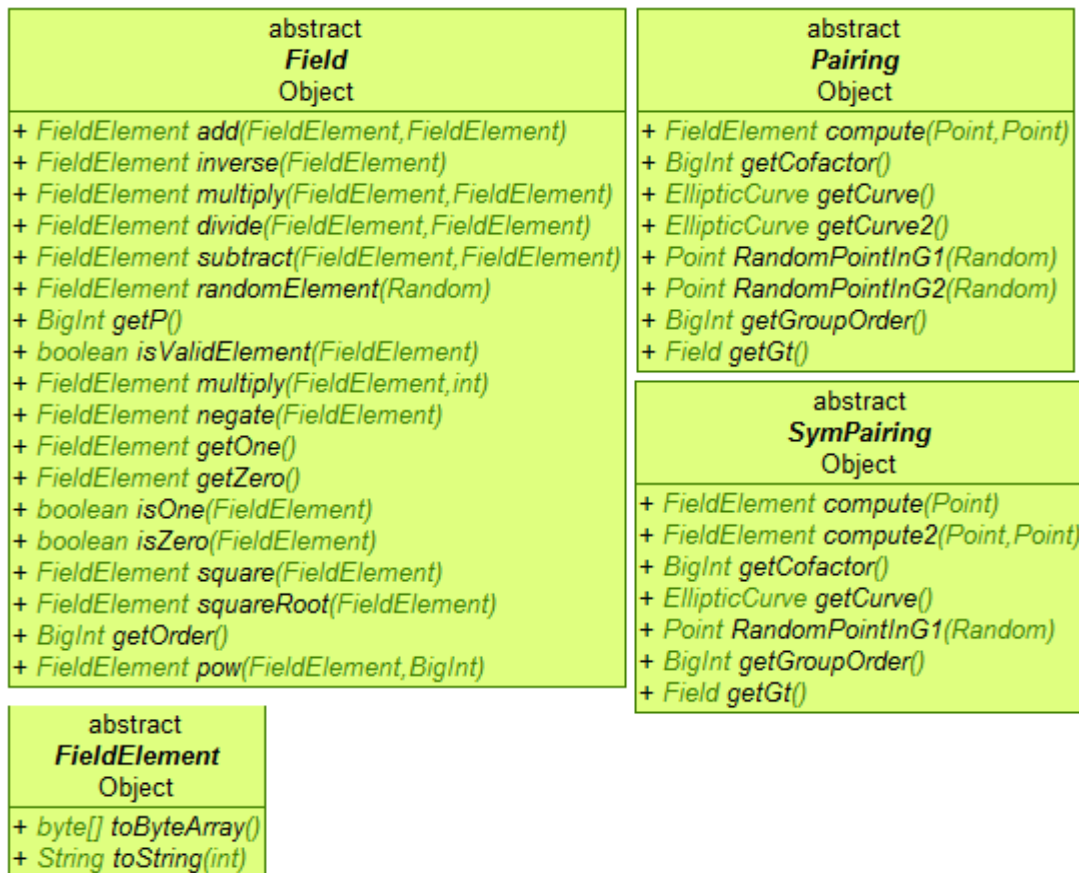 abstract
Field
Object
+ FieldElement add(FieldElement,FieldElement)
+ FieldElement inverse(FieldElement)
+ FieldElement multiply(FieldElement,FieldElement)
+ FieldElement divide(FieldElement,FieldElement)
+ FieldElement subtract(FieldElement,FieldElement)
+ FieldElement randomElement(Random)
+ BigInt getP()
+ boolean isValidElement(FieldElement)
+ FieldElement multiply(FieldElement,int)
+ FieldElement negate(FieldElement)
+ FieldElement getOne()
+ FieldElement getZero()
+ boolean isOne(FieldElement)
+ boolean isZero(FieldElement)
+ FieldElement square(FieldElement)
+ FieldElement squareRoot(FieldElement)
+ BigInt getOrder()
+ FieldElement pow(FieldElement,BigInt)
abstract
Pairing
Object
+ FieldElement compute(Point,Point)
+ BigInt getCofactor()
+ EllipticCurve getCurve()
+ EllipticCurve getCurve2()
+ Point RandomPointInG1(Random)
+ Point RandomPointInG2(Random)
+ BigInt getGroupOrder()
+ Field getGt()
abstract
SymPairing
Object
+ FieldElement compute(Point)
+ FieldElement compute2(Point,Point)
+ BigInt getCofactor()
+ EllipticCurve getCurve()
+ Point RandomPointInG1(Random)
+ BigInt getGroupOrder()
+ Field getGt()
abstract
FieldElement
Object
+ byte[] toByteArray()
+ String toString(int)